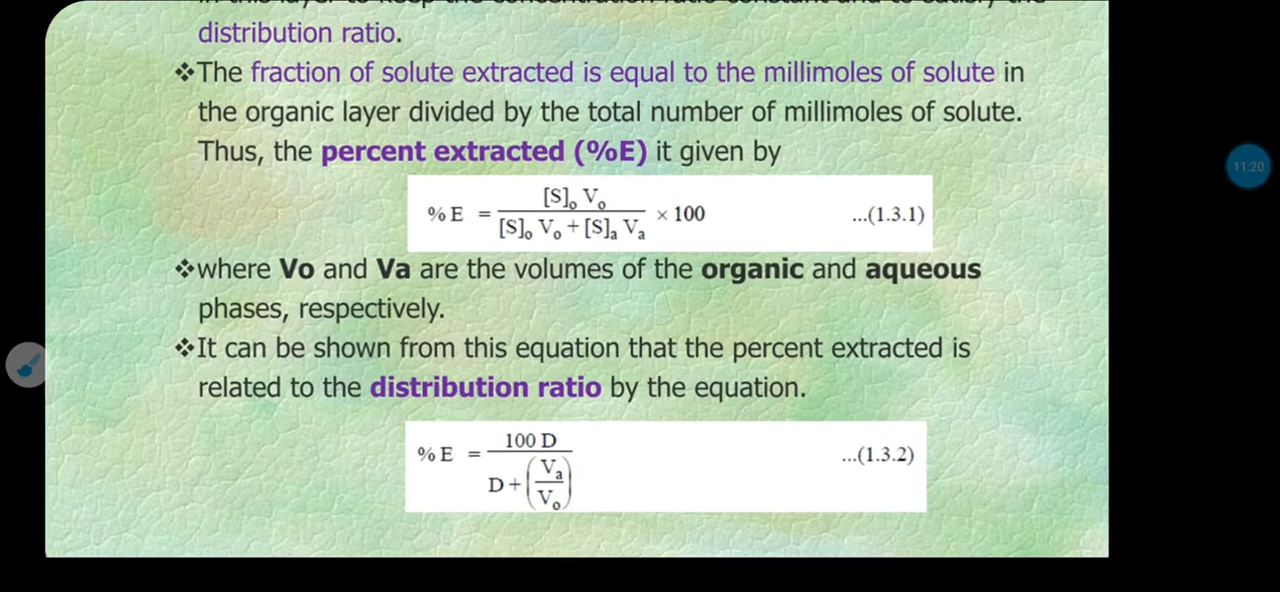 distribution ratio.
❖The fraction of solute extracted is equal to the millimoles of solute in
the organic layer divided by the total number of millimoles of solute.
Thus, the percent extracted (%E) it given by
% E = [S]ₒ Vₒ / ([S]ₒ Vₒ + [S]ₐ Vₐ) × 100 ...(1.3.1)
❖where Vo and Va are the volumes of the organic and aqueous
phases, respectively.
❖It can be shown from this equation that the percent extracted is
related to the distribution ratio by the equation.
% E = 100 D / (D + (Vₐ / Vₒ)) ...(1.3.2)
11:20